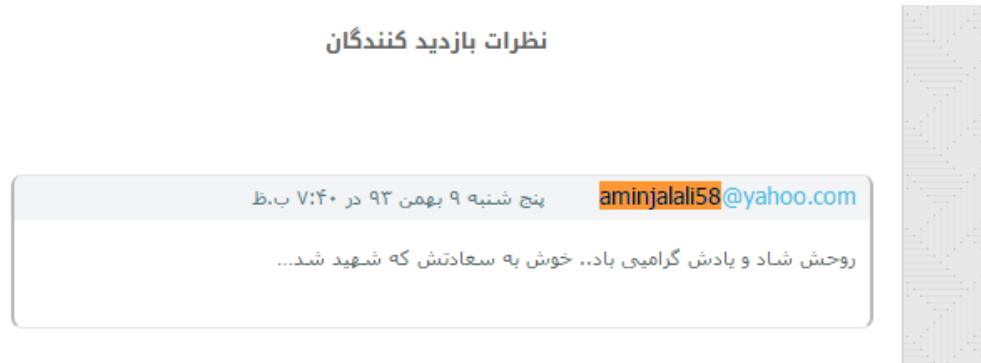 نظرات بازدید کنندگان
aminjalali58@yahoo.com پنج شنبه ۹ بهمن ۹۳ در ۷:۴۰ ب.ظ
روحش شاد و یادش گرامیی باد.. خوش به سعادتش که شهید شد...